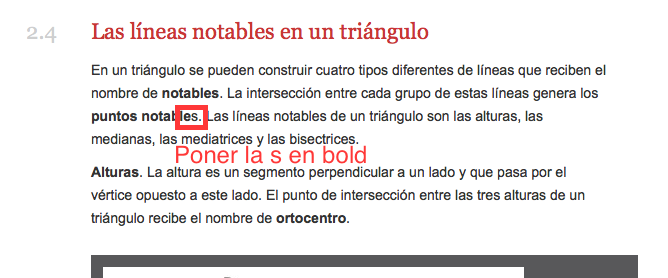 2.4 Las líneas notables en un triángulo
En un triángulo se pueden construir cuatro tipos diferentes de líneas que reciben el
nombre de notables. La intersección entre cada grupo de estas líneas genera los
puntos notables. Las líneas notables de un triángulo son las alturas, las
medianas, las mediatrices y las bisectrices.
Poner la s en bold
Alturas. La altura es un segmento perpendicular a un lado y que pasa por el
vértice opuesto a este lado. El punto de intersección entre las tres alturas de un
triángulo recibe el nombre de ortocentro.